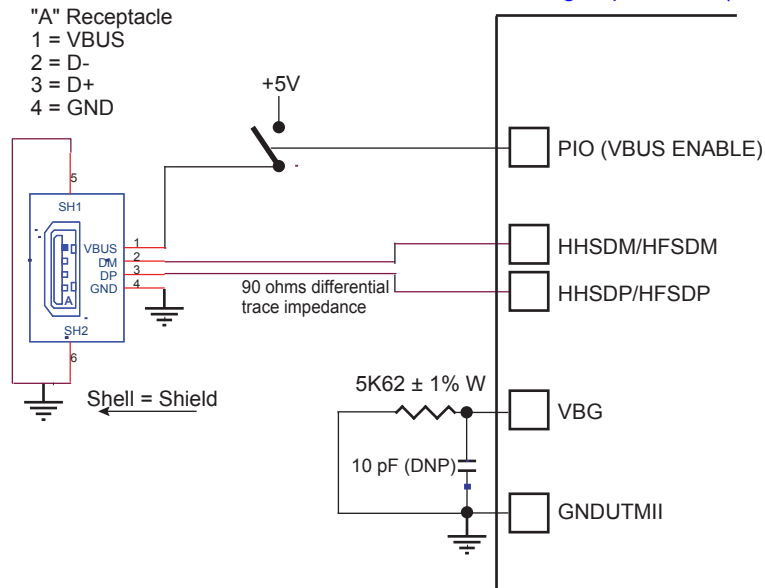 "A" Receptacle
1 = VBUS
2 = D-
3 = D+
4 = GND
+5V
PIO (VBUS ENABLE)
5
SH1
VBUS
DM
DP
GND
1
2
3
4
A
SH2
6
HHSDM/HFSDM
90 ohms differential
trace impedance
HHSDP/HFSDP
Shell = Shield
5K62 ± 1% W
VBG
10 pF (DNP)
GNDUTMII